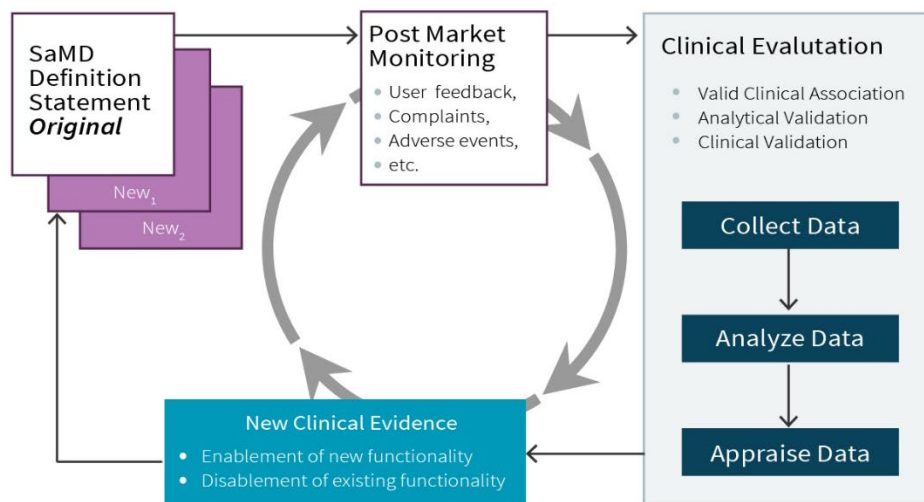 SaMD
Definition
Statement
Original
New₁
New₂
Post Market
Monitoring
User feedback,
Complaints,
Adverse events,
etc.
Clinical Evalutation
Valid Clinical Association
Analytical Validation
Clinical Validation
Collect Data
Analyze Data
Appraise Data
New Clinical Evidence
Enablement of new functionality
Disablement of existing functionality